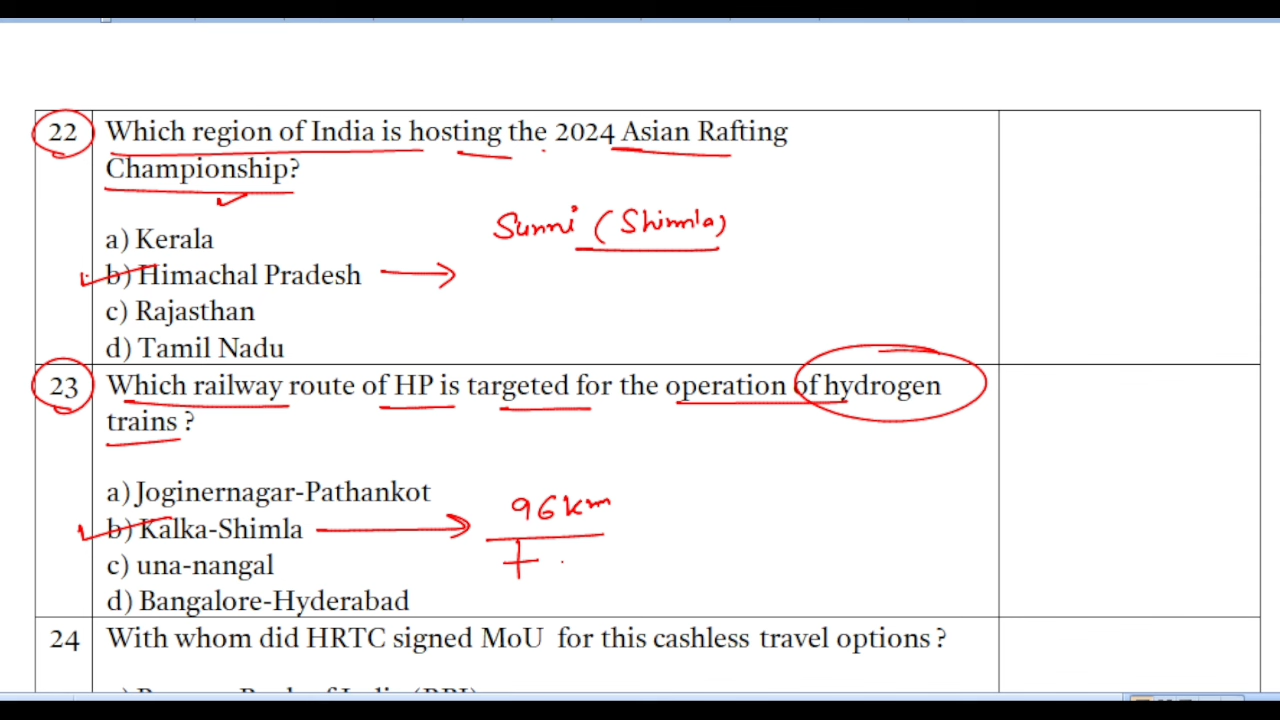 22
Which region of India is hosting the 2024 Asian Rafting
Championship?
Sunni (Shimla)
a) Kerala
b) Himachal Pradesh
c) Rajasthan
d) Tamil Nadu
23
Which railway route of HP is targeted for the operation of hydrogen
trains ?
a) Joginernagar-Pathankot
96 km
b) Kalka-Shimla
c) una-nangal
d) Bangalore-Hyderabad
24
With whom did HRTC signed MoU for this cashless travel options ?